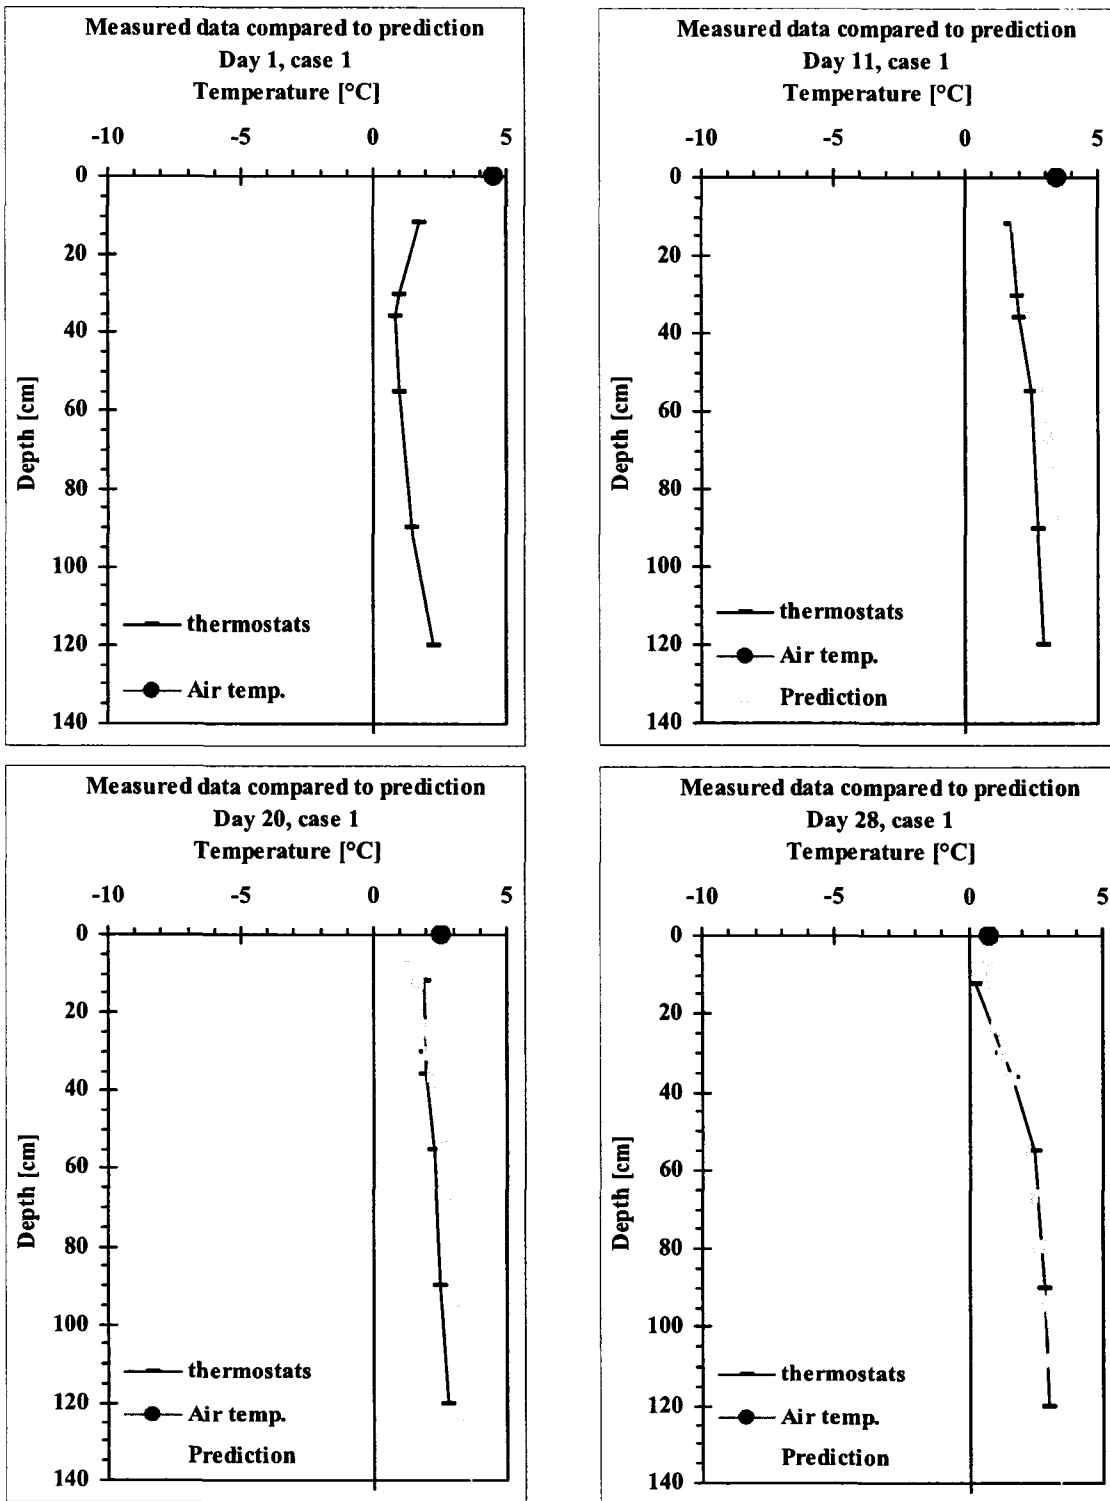 Measured data compared to prediction
Day 1, case 1
Temperature [°C]
-10 -5 0 5
0
20
40
60
80
100
120
140
Depth [cm]
thermostats
Air temp.
Measured data compared to prediction
Day 11, case 1
Temperature [°C]
-10 -5 0 5
0
20
40
60
80
100
120
140
Depth [cm]
thermostats
Air temp.
Prediction
Measured data compared to prediction
Day 20, case 1
Temperature [°C]
-10 -5 0 5
0
20
40
60
80
100
120
140
Depth [cm]
thermostats
Air temp.
Prediction
Measured data compared to prediction
Day 28, case 1
Temperature [°C]
-10 -5 0 5
0
20
40
60
80
100
120
140
Depth [cm]
thermostats
Air temp.
Prediction